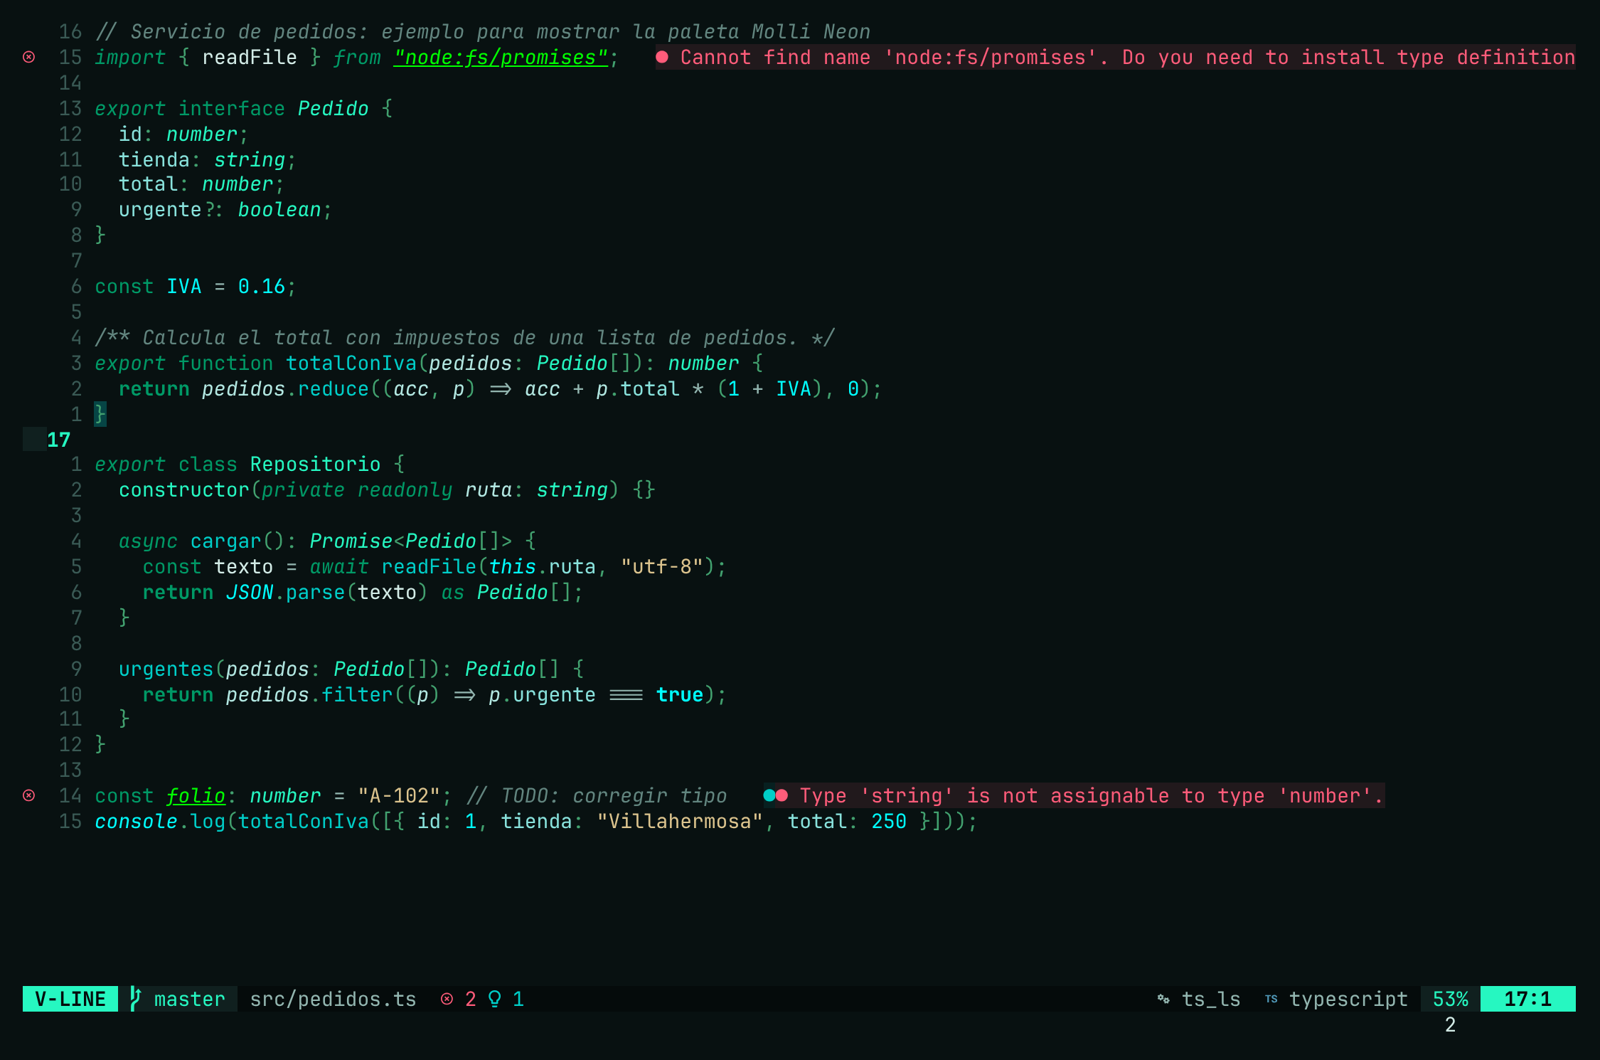 16 // Servicio de pedidos: ejemplo para mostrar la paleta Molli Neon
15 import { readFile } from "node:fs/promises"; ● Cannot find name 'node:fs/promises'. Do you need to install type definition
14
13 export interface Pedido {
12   id: number;
11   tienda: string;
10   total: number;
9   urgente?: boolean;
8 }
7
6 const IVA = 0.16;
5
4 /** Calcula el total con impuestos de una lista de pedidos. */
3 export function totalConIva(pedidos: Pedido[]): number {
2   return pedidos.reduce((acc, p) => acc + p.total * (1 + IVA), 0);
1 }
17
1 export class Repositorio {
2   constructor(private readonly ruta: string) {}
3
4   async cargar(): Promise<Pedido[]> {
5     const texto = await readFile(this.ruta, "utf-8");
6     return JSON.parse(texto) as Pedido[];
7   }
8
9   urgentes(pedidos: Pedido[]): Pedido[] {
10     return pedidos.filter((p) => p.urgente === true);
11   }
12 }
13
14 const folio: number = "A-102"; // TODO: corregir tipo ●● Type 'string' is not assignable to type 'number'.
15 console.log(totalConIva([{ id: 1, tienda: "Villahermosa", total: 250 }]));
V-LINE master src/pedidos.ts 2 1 ts_ls TS typescript 53% 17:1
2